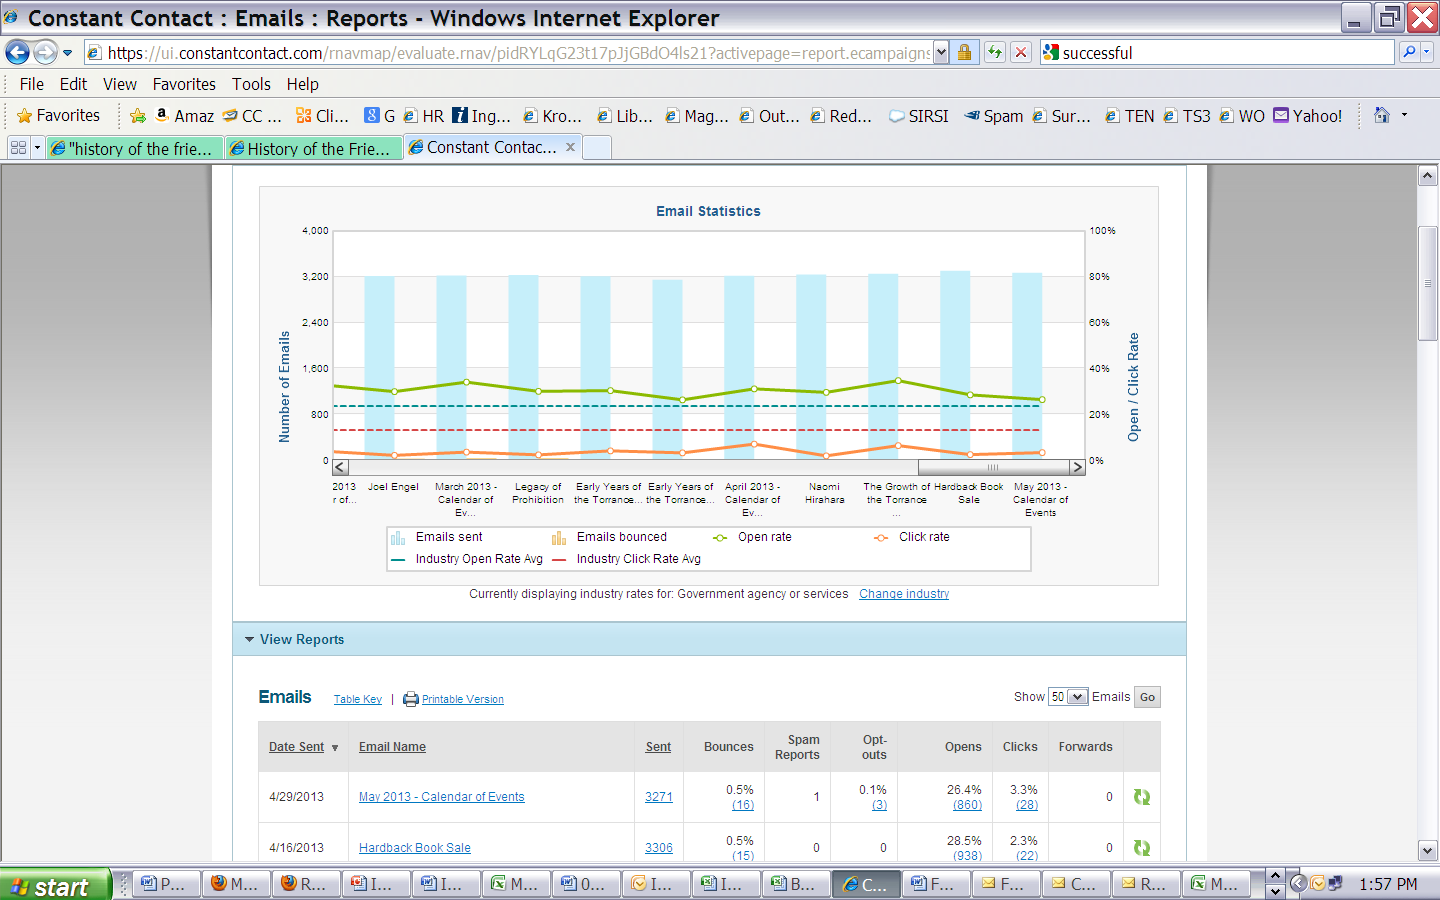 Constant Contact : Emails : Reports - Windows Internet Explorer
https://ui.constantcontact.com/rnavmap/evaluate.rnav/pidRYLqG23t17pJjGBdO4ls21?activepage=report.ecampaigns
successful
File Edit View Favorites Tools Help
Favorites Amaz CC ... Cli... G HR Ing... Kro... Lib... Mag... Out... Red... SIRSI Spam Sur... TEN TS3 WO Yahoo!
"history of the frie... History of the Frie... Constant Contac...
Email Statistics
4,000 100%
3,200 80%
2,400 60%
1,600 40%
800 20%
0 0%
Number of Emails
Open / Click Rate
2013 r of...
Joel Engel
March 2013 - Calendar of Ev...
Legacy of Prohibition
Early Years of the Torrance...
Early Years of the Torrance...
April 2013 - Calendar of Ev...
Naomi Hirahara
The Growth of the Torrance ...
Hardback Book Sale
May 2013 - Calendar of Events
Emails sent Emails bounced Open rate Click rate
Industry Open Rate Avg Industry Click Rate Avg
Currently displaying industry rates for: Government agency or services Change industry
View Reports
Emails Table Key | Printable Version Show 50 Emails Go
Date Sent Email Name Sent Bounces Spam Reports Opt-outs Opens Clicks Forwards
4/29/2013 May 2013 - Calendar of Events 3271 0.5% (16) 1 0.1% (3) 26.4% (860) 3.3% (28) 0
4/16/2013 Hardback Book Sale 3306 0.5% (15) 0 0 28.5% (938) 2.3% (22) 0
start P... M... R... I... I... M... 0... I... I... B... C... F... F... C... R... M... 1:57 PM